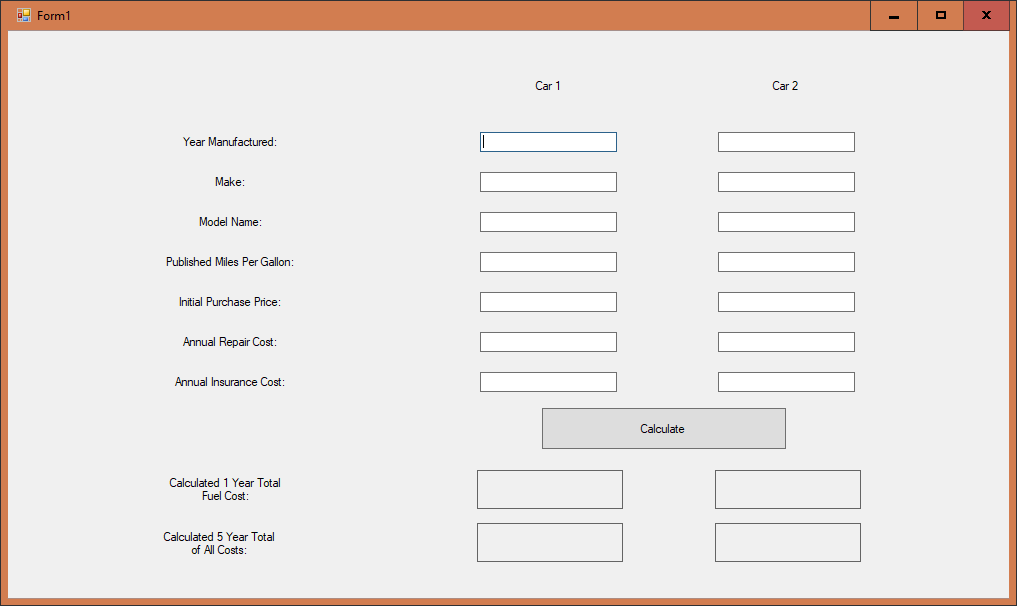 Form1
Car 1
Car 2
Year Manufactured:
Make:
Model Name:
Published Miles Per Gallon:
Initial Purchase Price:
Annual Repair Cost:
Annual Insurance Cost:
Calculate
Calculated 1 Year Total
Fuel Cost:
Calculated 5 Year Total
of All Costs: